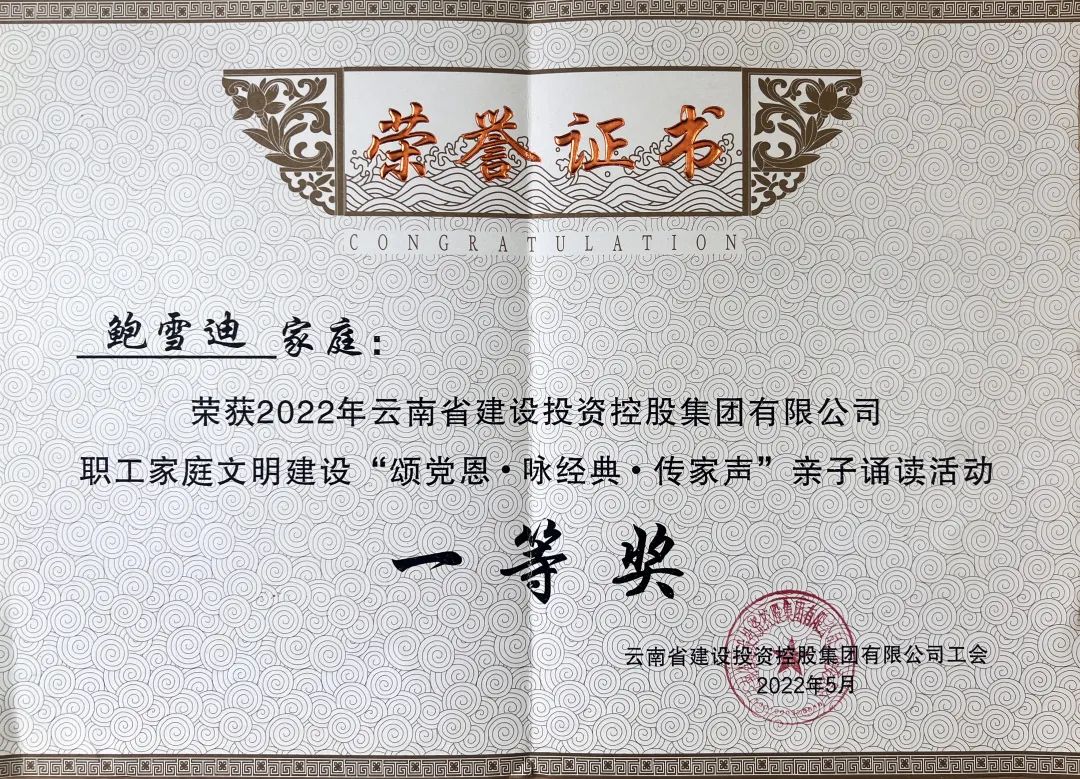 荣誉证书
CONGRATULATION
鲍雪迪 家庭：
荣获2022年云南省建设投资控股集团有限公司
职工家庭文明建设“颂党恩·咏经典·传家声”亲子诵读活动
一等奖
云南省建设投资控股集团有限公司工会
2022年5月